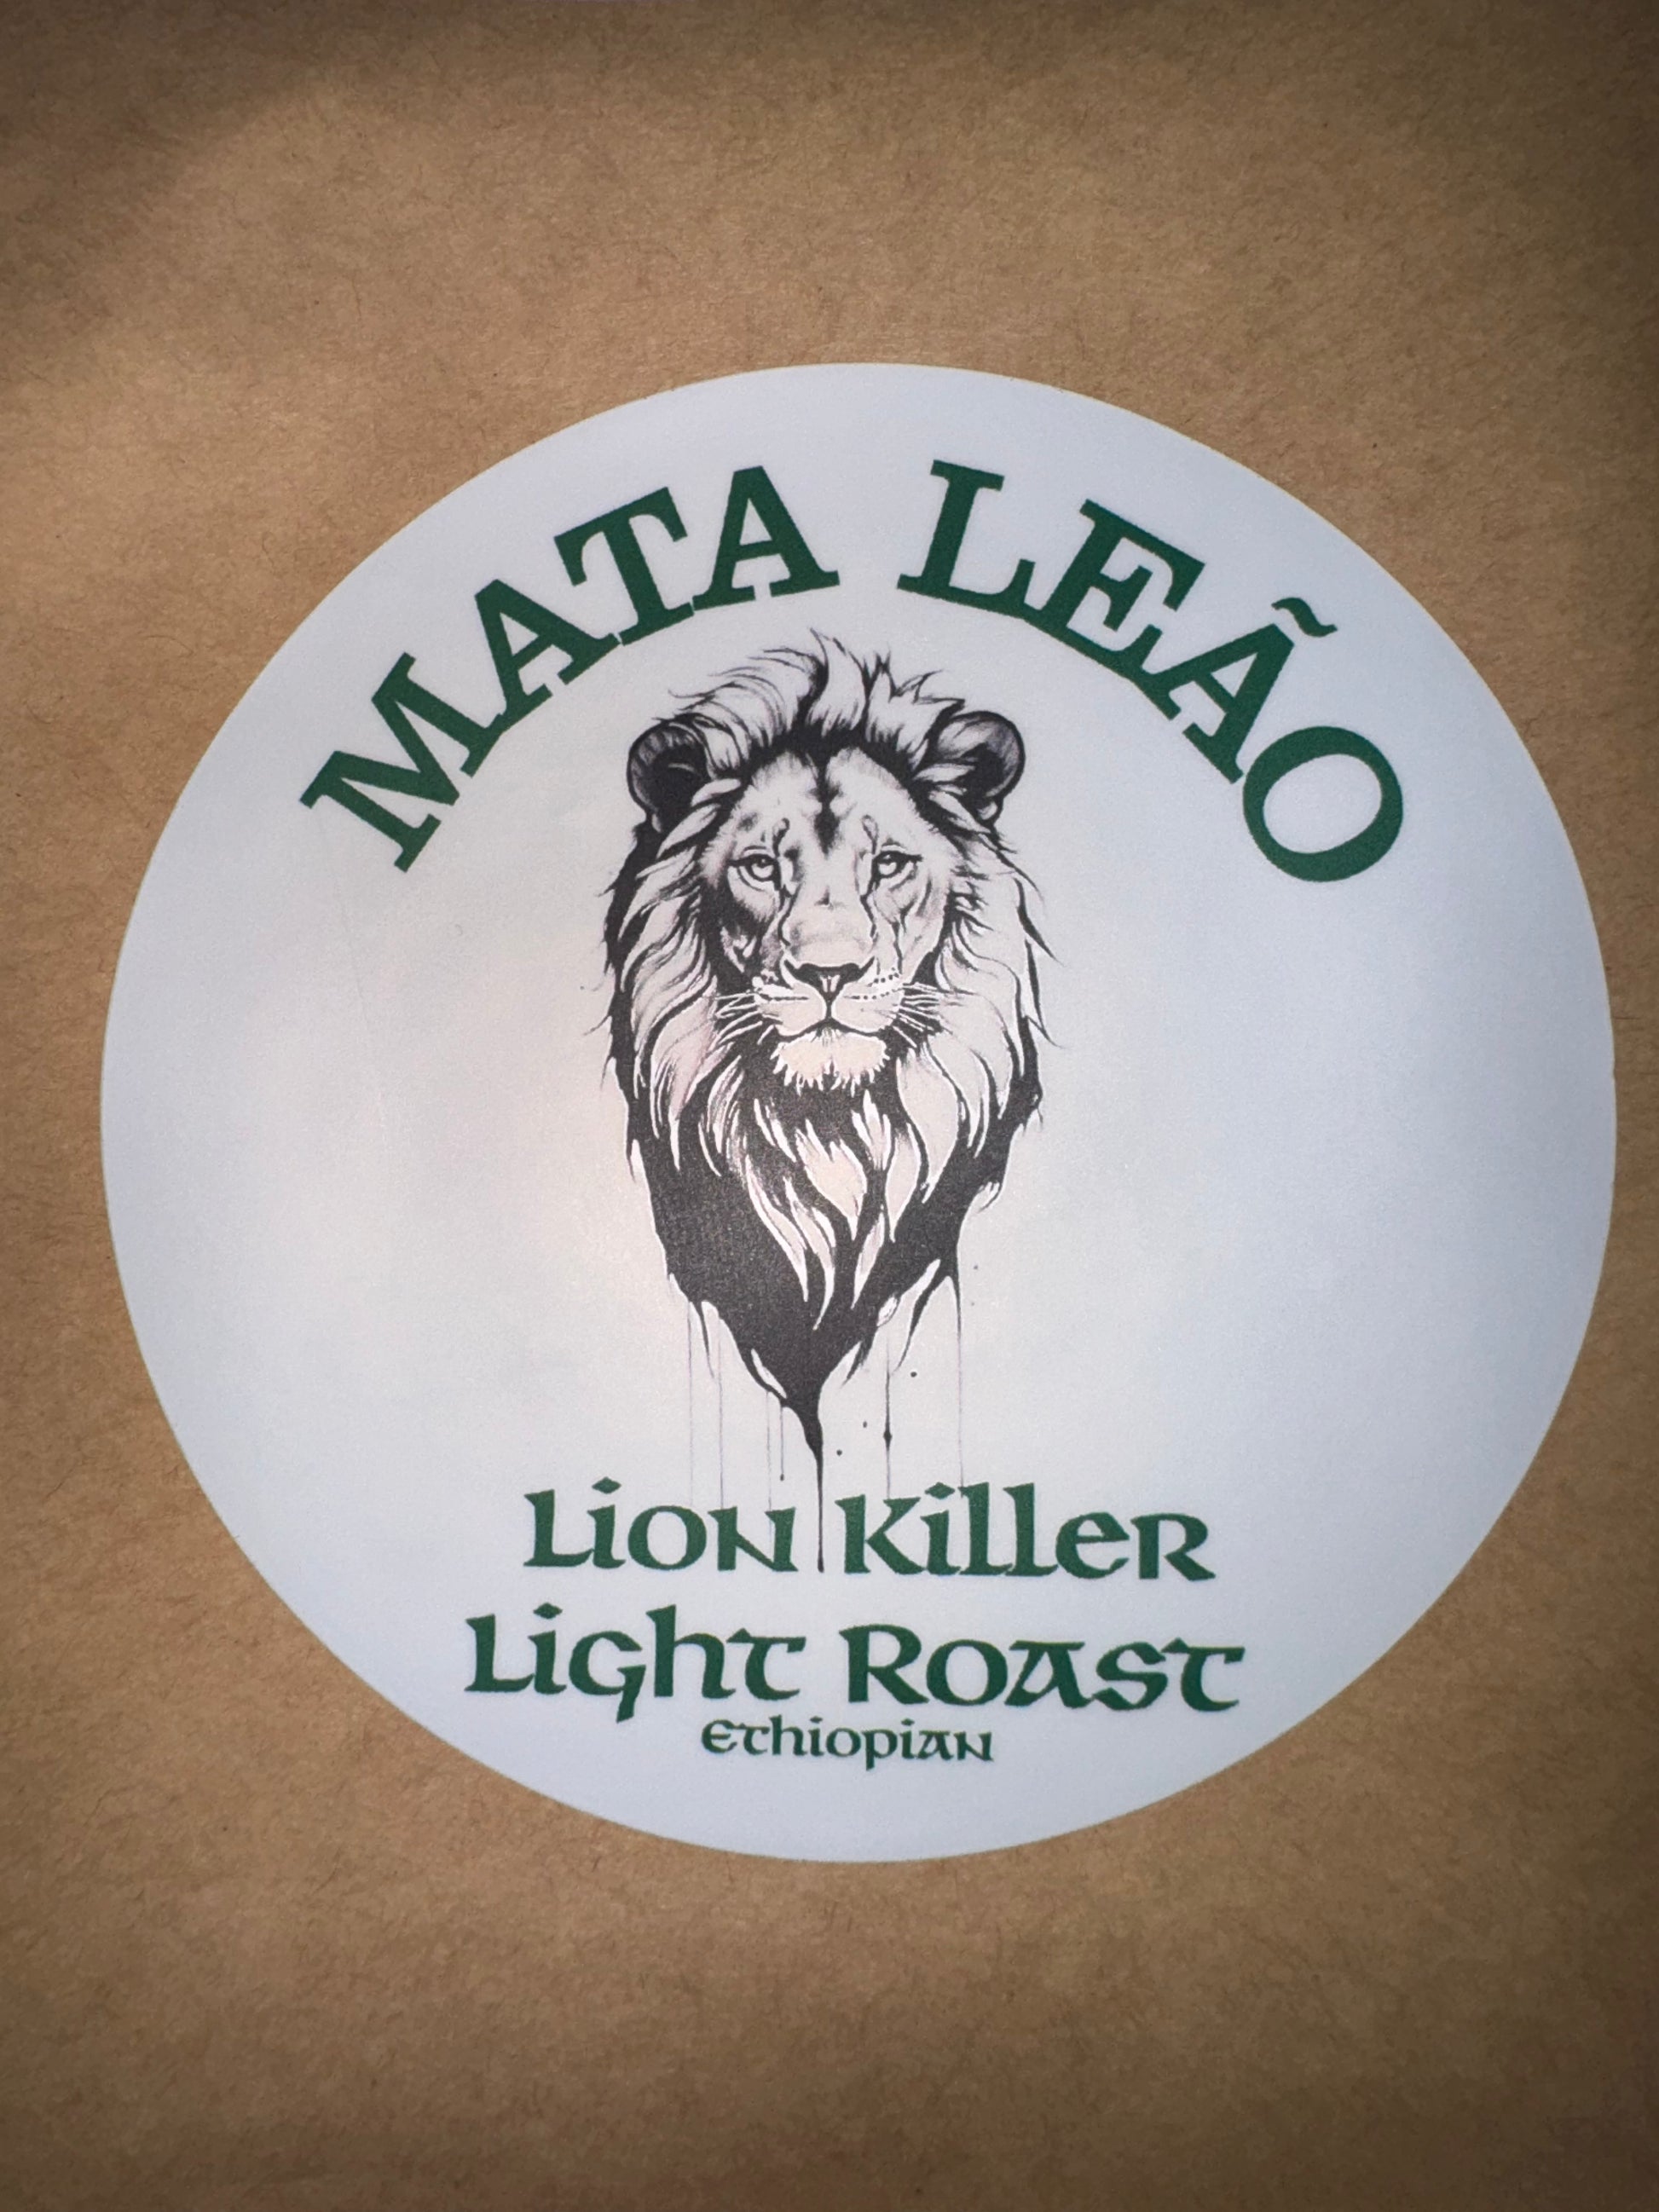 MATA LEÃO
Lion Killer
Light Roast
Ethiopian